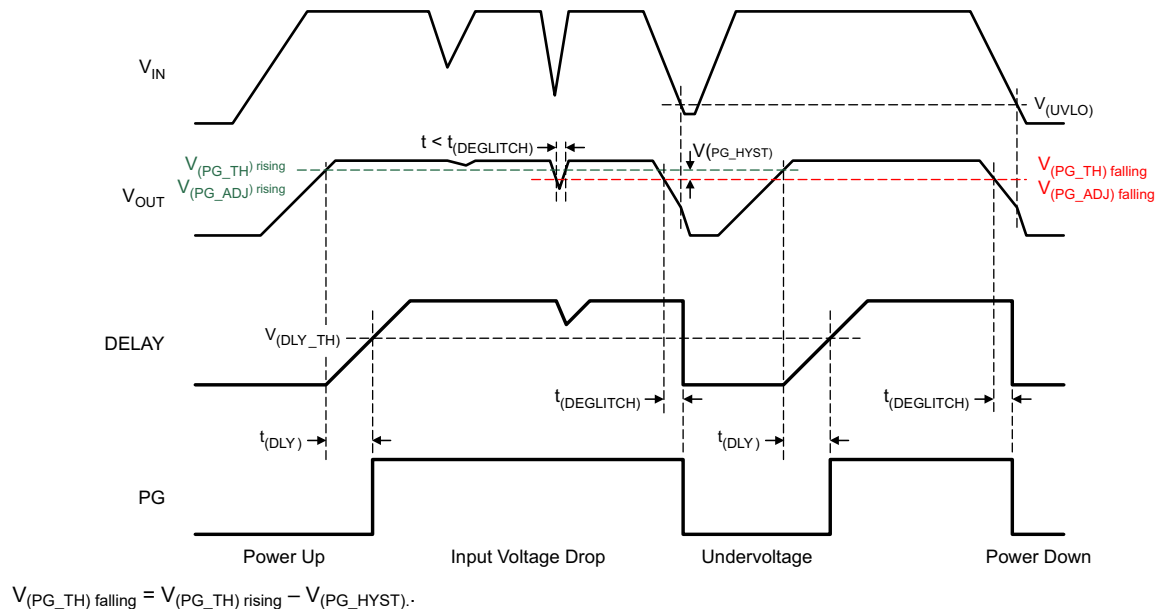 V_IN
V_(UVLO)
t < t_(DEGLITCH)
V_(PG_HYST)
V_(PG_TH) rising
V_(PG_ADJ) rising
V_(PG_TH) falling
V_(PG_ADJ) falling
V_OUT
V_(DLY_TH)
DELAY
t_(DEGLITCH)
t_(DEGLITCH)
t_(DLY)
t_(DLY)
PG
Power Up
Input Voltage Drop
Undervoltage
Power Down
V_(PG_TH) falling = V_(PG_TH) rising – V_(PG_HYST).